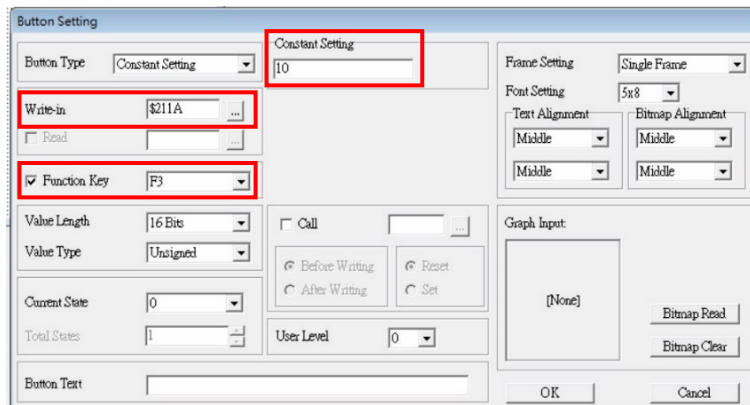 Button Setting
Button Type
Constant Setting
Constant Setting
10
Write-in
$211A
...
Read
...
Function Key
F3
Value Length
16 Bits
Value Type
Unsigned
Current State
0
Total States
1
Button Text
Call
...
Before Writing
Reset
After Writing
Set
User Level
0
Frame Setting
Single Frame
Font Setting
5x8
Text Alignment
Bitmap Alignment
Middle
Middle
Middle
Middle
Graph Input:
[None]
Bitmap Read
Bitmap Clear
OK
Cancel